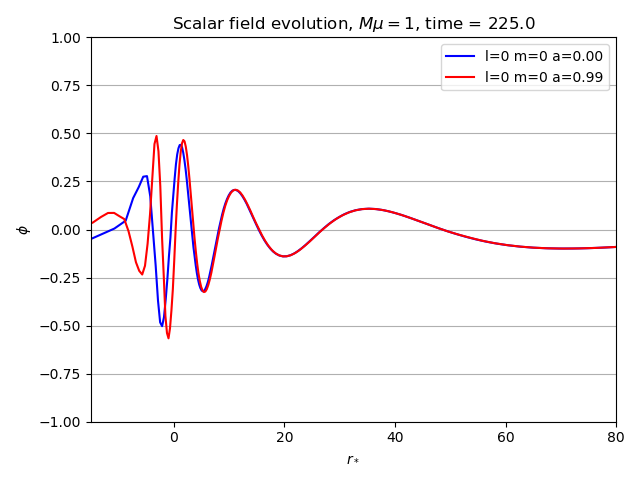 Scalar field evolution, Mμ = 1, time = 225.0
1.00
0.75
0.50
0.25
0.00
−0.25
−0.50
−0.75
−1.00
ϕ
l=0 m=0 a=0.00
l=0 m=0 a=0.99
0 20 40 60 80
r*